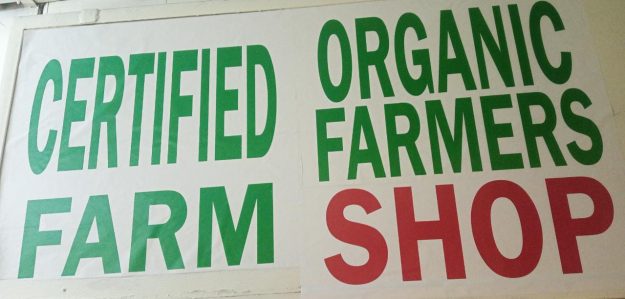 CERTIFIED
FARM
ORGANIC
FARMERS
SHOP